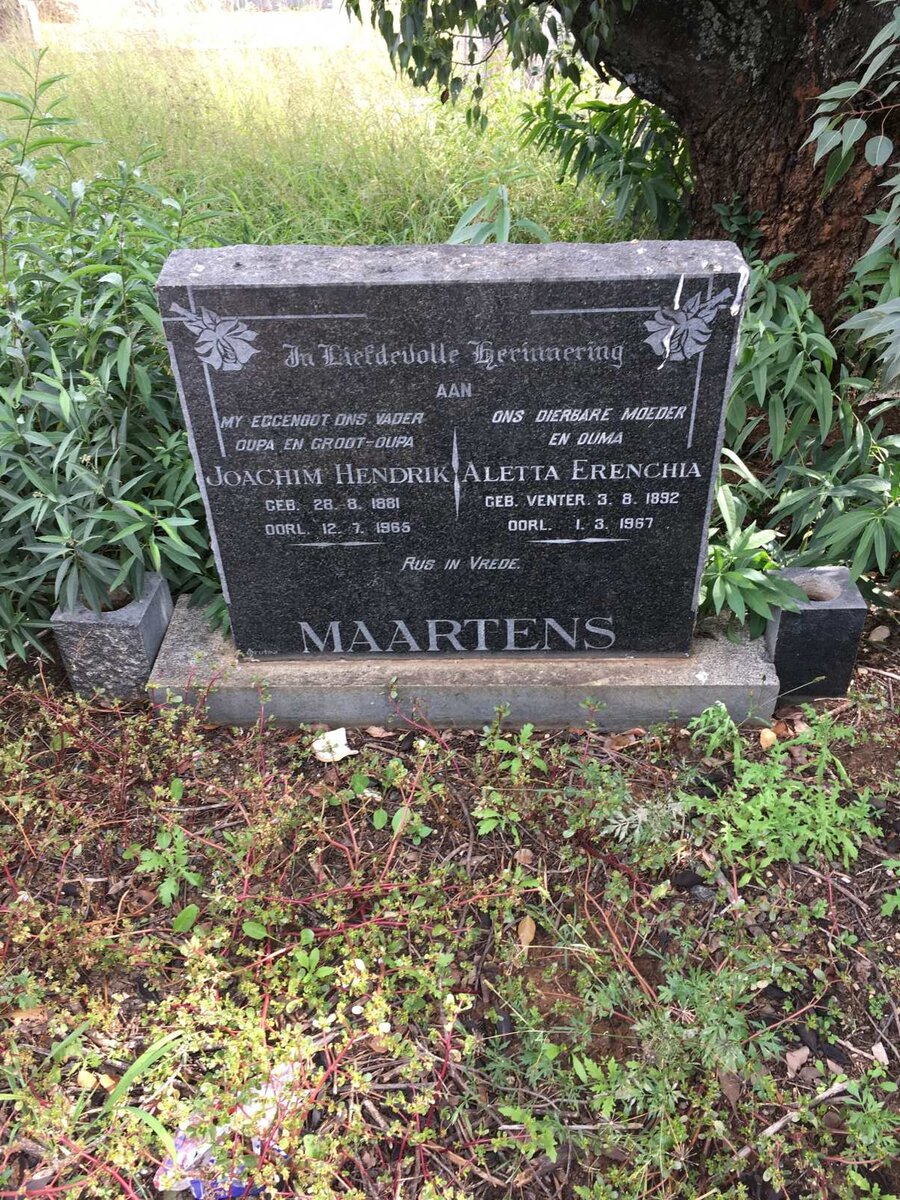 In Liefdevolle Herinnering
AAN
MY EGGENOOT ONS VADER
OUPA EN GROOT-OUPA
JOACHIM HENDRIK
GEB. 28. 8. 1881
OORL. 12. 7. 1965
ONS DIERBARE MOEDER
EN OUMA
ALETTA ERENCHIA
GEB. VENTER. 3. 8. 1892
OORL. 1. 3. 1967
RUS IN VREDE.
MAARTENS